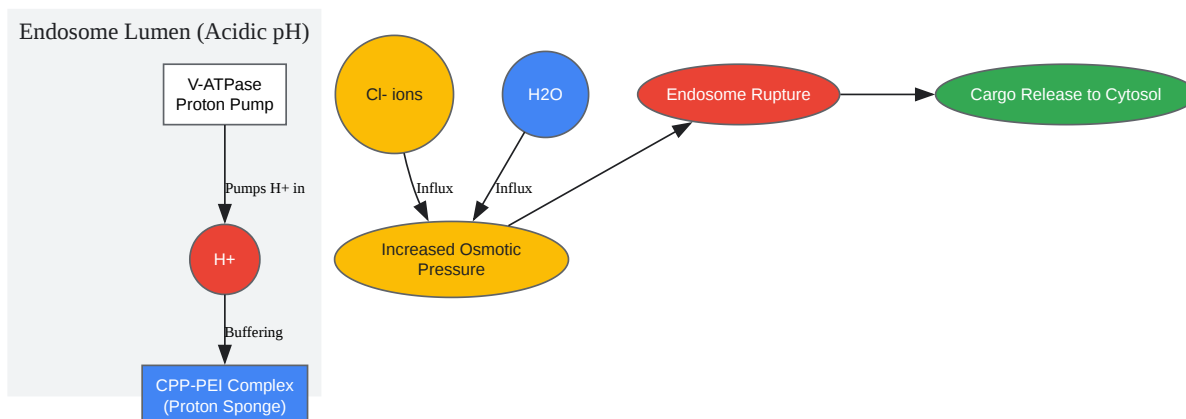 Endosome Lumen (Acidic pH)
V-ATPase
Proton Pump
Pumps H+ in
H+
Buffering
CPP-PEI Complex
(Proton Sponge)
Cl- ions
H2O
Influx
Influx
Increased Osmotic
Pressure
Endosome Rupture
Cargo Release to Cytosol